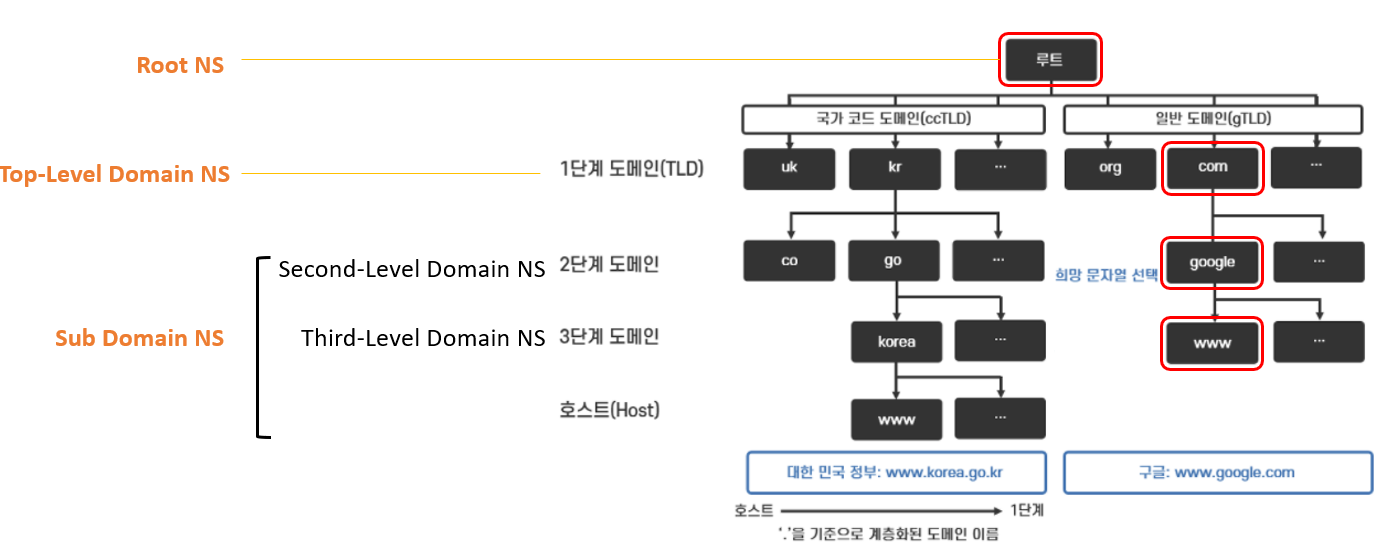 Root NS
루트
국가 코드 도메인(ccTLD)
일반 도메인(gTLD)
Top-Level Domain NS
1단계 도메인(TLD)
uk
kr
...
org
com
...
Second-Level Domain NS
2단계 도메인
co
go
...
희망 문자열 선택
google
...
Sub Domain NS
Third-Level Domain NS
3단계 도메인
korea
...
www
...
호스트(Host)
www
...
대한 민국 정부: www.korea.go.kr
구글: www.google.com
호스트
1단계
'.'을 기준으로 계층화된 도메인 이름